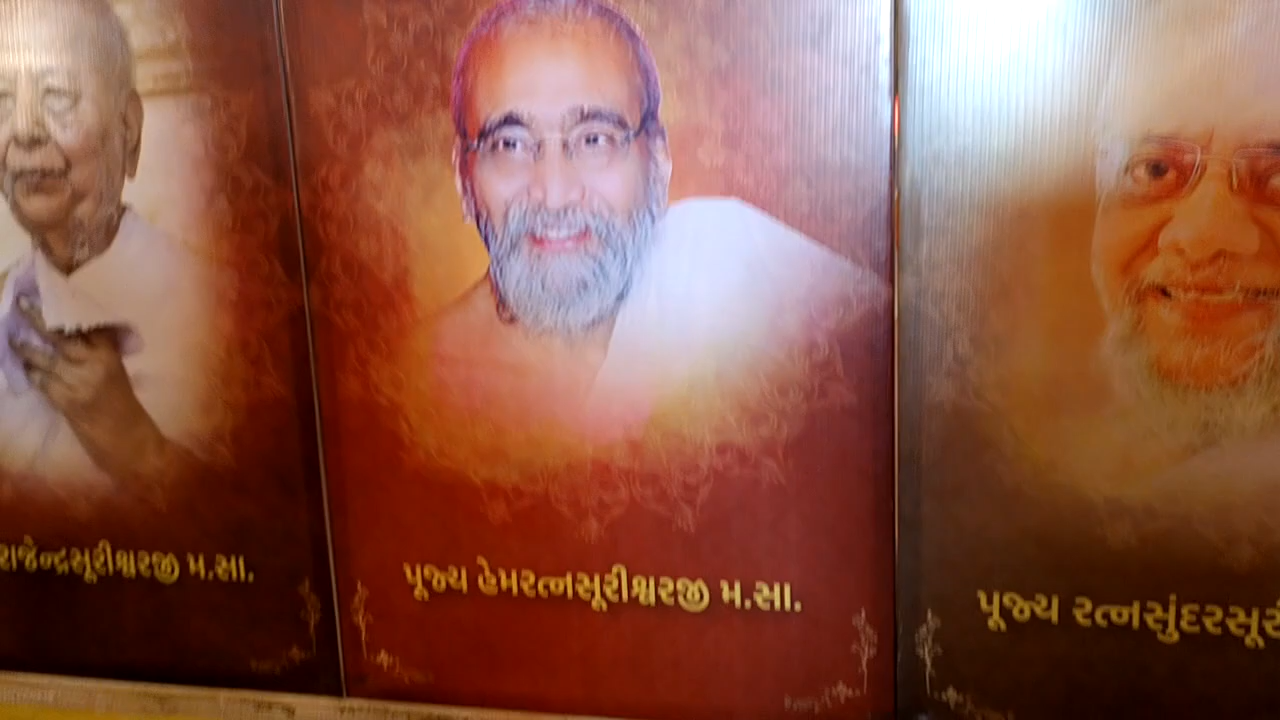 રાજેન્દ્રસૂરીશ્વરજી મ.સા.
પૂજ્ય હેમરત્નસૂરીશ્વરજી મ.સા.
પૂજ્ય રત્નસુંદરસૂરી